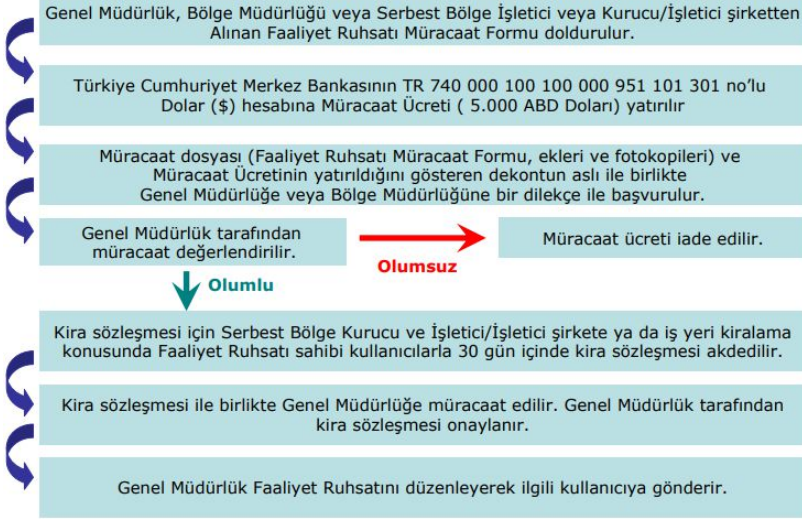 Genel Müdürlük, Bölge Müdürlüğü veya Serbest Bölge İşletici veya Kurucu/İşletici şirketten
Alınan Faaliyet Ruhsatı Müracaat Formu doldurulur.
Türkiye Cumhuriyet Merkez Bankasının TR 740 000 100 100 000 951 101 301 no'lu
Dolar ($) hesabına Müracaat Ücreti ( 5.000 ABD Doları) yatırılır
Müracaat dosyası (Faaliyet Ruhsatı Müracaat Formu, ekleri ve fotokopileri) ve
Müracaat Ücretinin yatırıldığını gösteren dekontun aslı ile birlikte
Genel Müdürlüğe veya Bölge Müdürlüğüne bir dilekçe ile başvurulur.
Genel Müdürlük tarafından
müracaat değerlendirilir.
Olumsuz
Müracaat ücreti iade edilir.
Olumlu
Kira sözleşmesi için Serbest Bölge Kurucu ve İşletici/İşletici şirkete ya da iş yeri kiralama
konusunda Faaliyet Ruhsatı sahibi kullanıcılarla 30 gün içinde kira sözleşmesi akdedilir.
Kira sözleşmesi ile birlikte Genel Müdürlüğe müracaat edilir. Genel Müdürlük tarafından
kira sözleşmesi onaylanır.
Genel Müdürlük Faaliyet Ruhsatını düzenleyerek ilgili kullanıcıya gönderir.